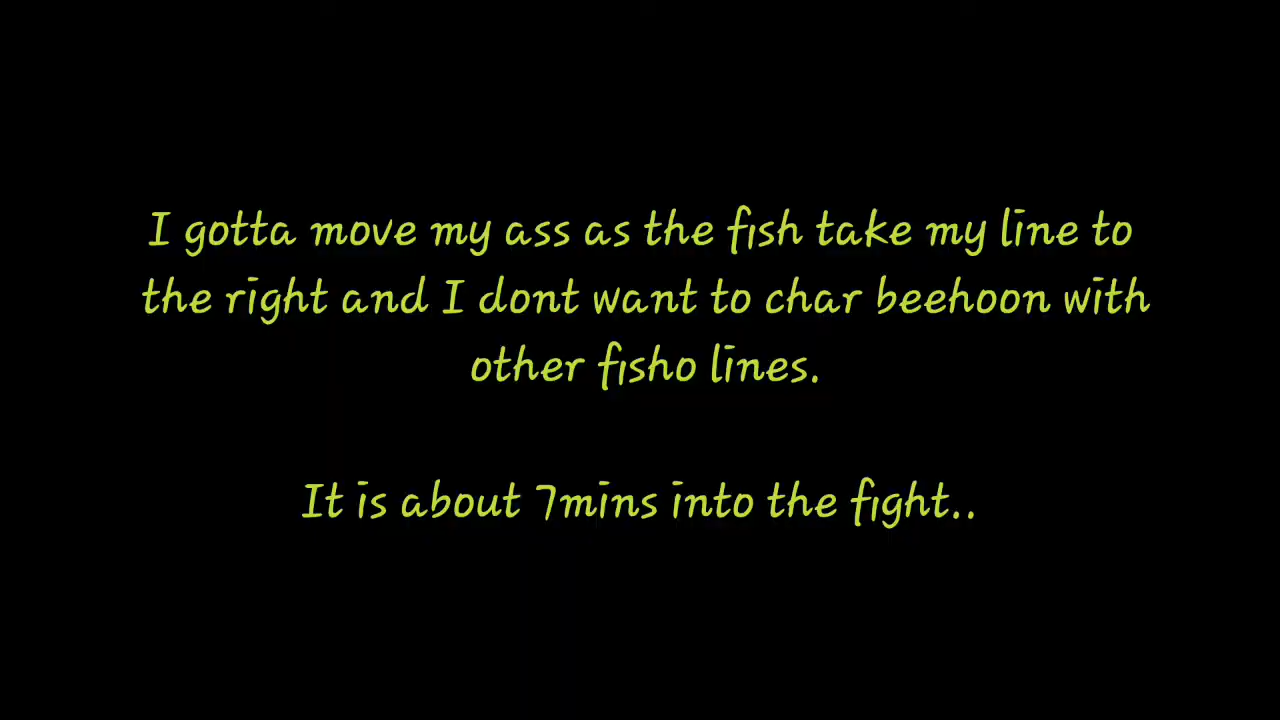 I gotta move my ass as the fish take my line to
the right and I dont want to char beehoon with
other fisho lines.
It is about 7mins into the fight..